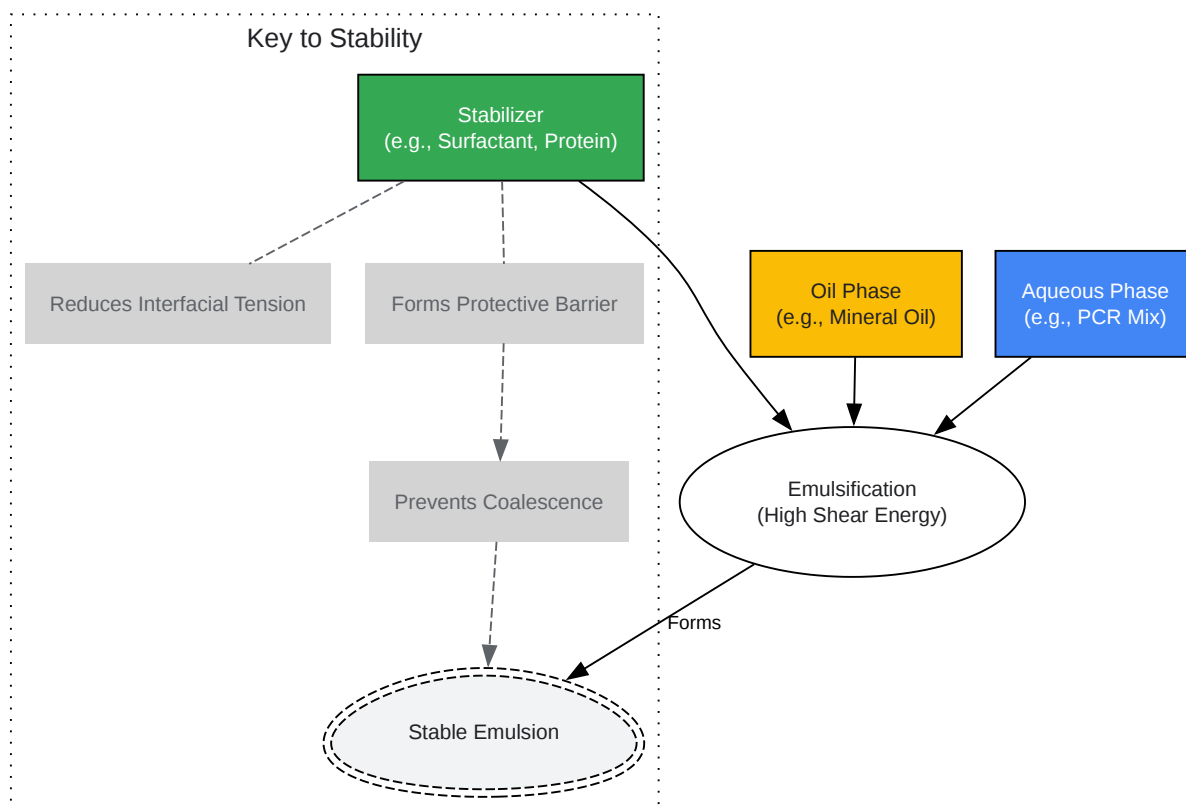 Key to Stability
Stabilizer
(e.g., Surfactant, Protein)
Reduces Interfacial Tension
Forms Protective Barrier
Oil Phase
(e.g., Mineral Oil)
Aqueous Phase
(e.g., PCR Mix)
Prevents Coalescence
Emulsification
(High Shear Energy)
Forms
Stable Emulsion